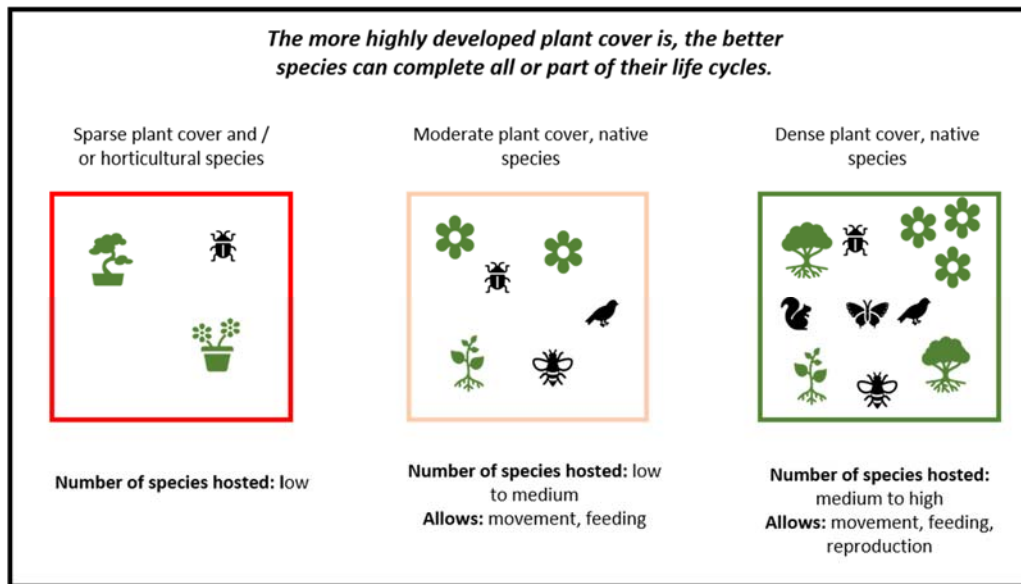 The more highly developed plant cover is, the better
species can complete all or part of their life cycles.
Sparse plant cover and /
or horticultural species
Moderate plant cover, native
species
Dense plant cover, native
species
Number of species hosted: low
Number of species hosted: low
to medium
Allows: movement, feeding
Number of species hosted:
medium to high
Allows: movement, feeding,
reproduction